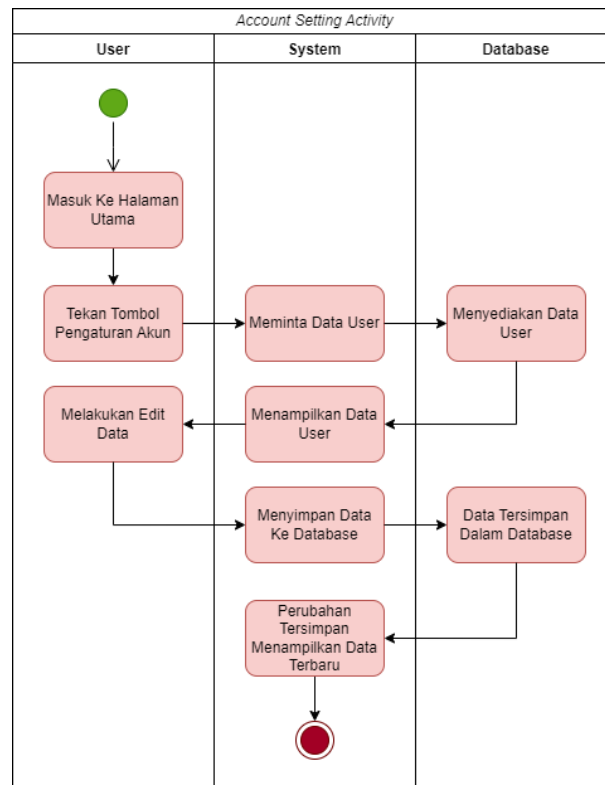 Account Setting Activity
User
System
Database
Masuk Ke Halaman
Utama
Tekan Tombol
Pengaturan Akun
Meminta Data User
Menyediakan Data
User
Melakukan Edit
Data
Menampilkan Data
User
Menyimpan Data
Ke Database
Data Tersimpan
Dalam Database
Perubahan
Tersimpan
Menampilkan Data
Terbaru